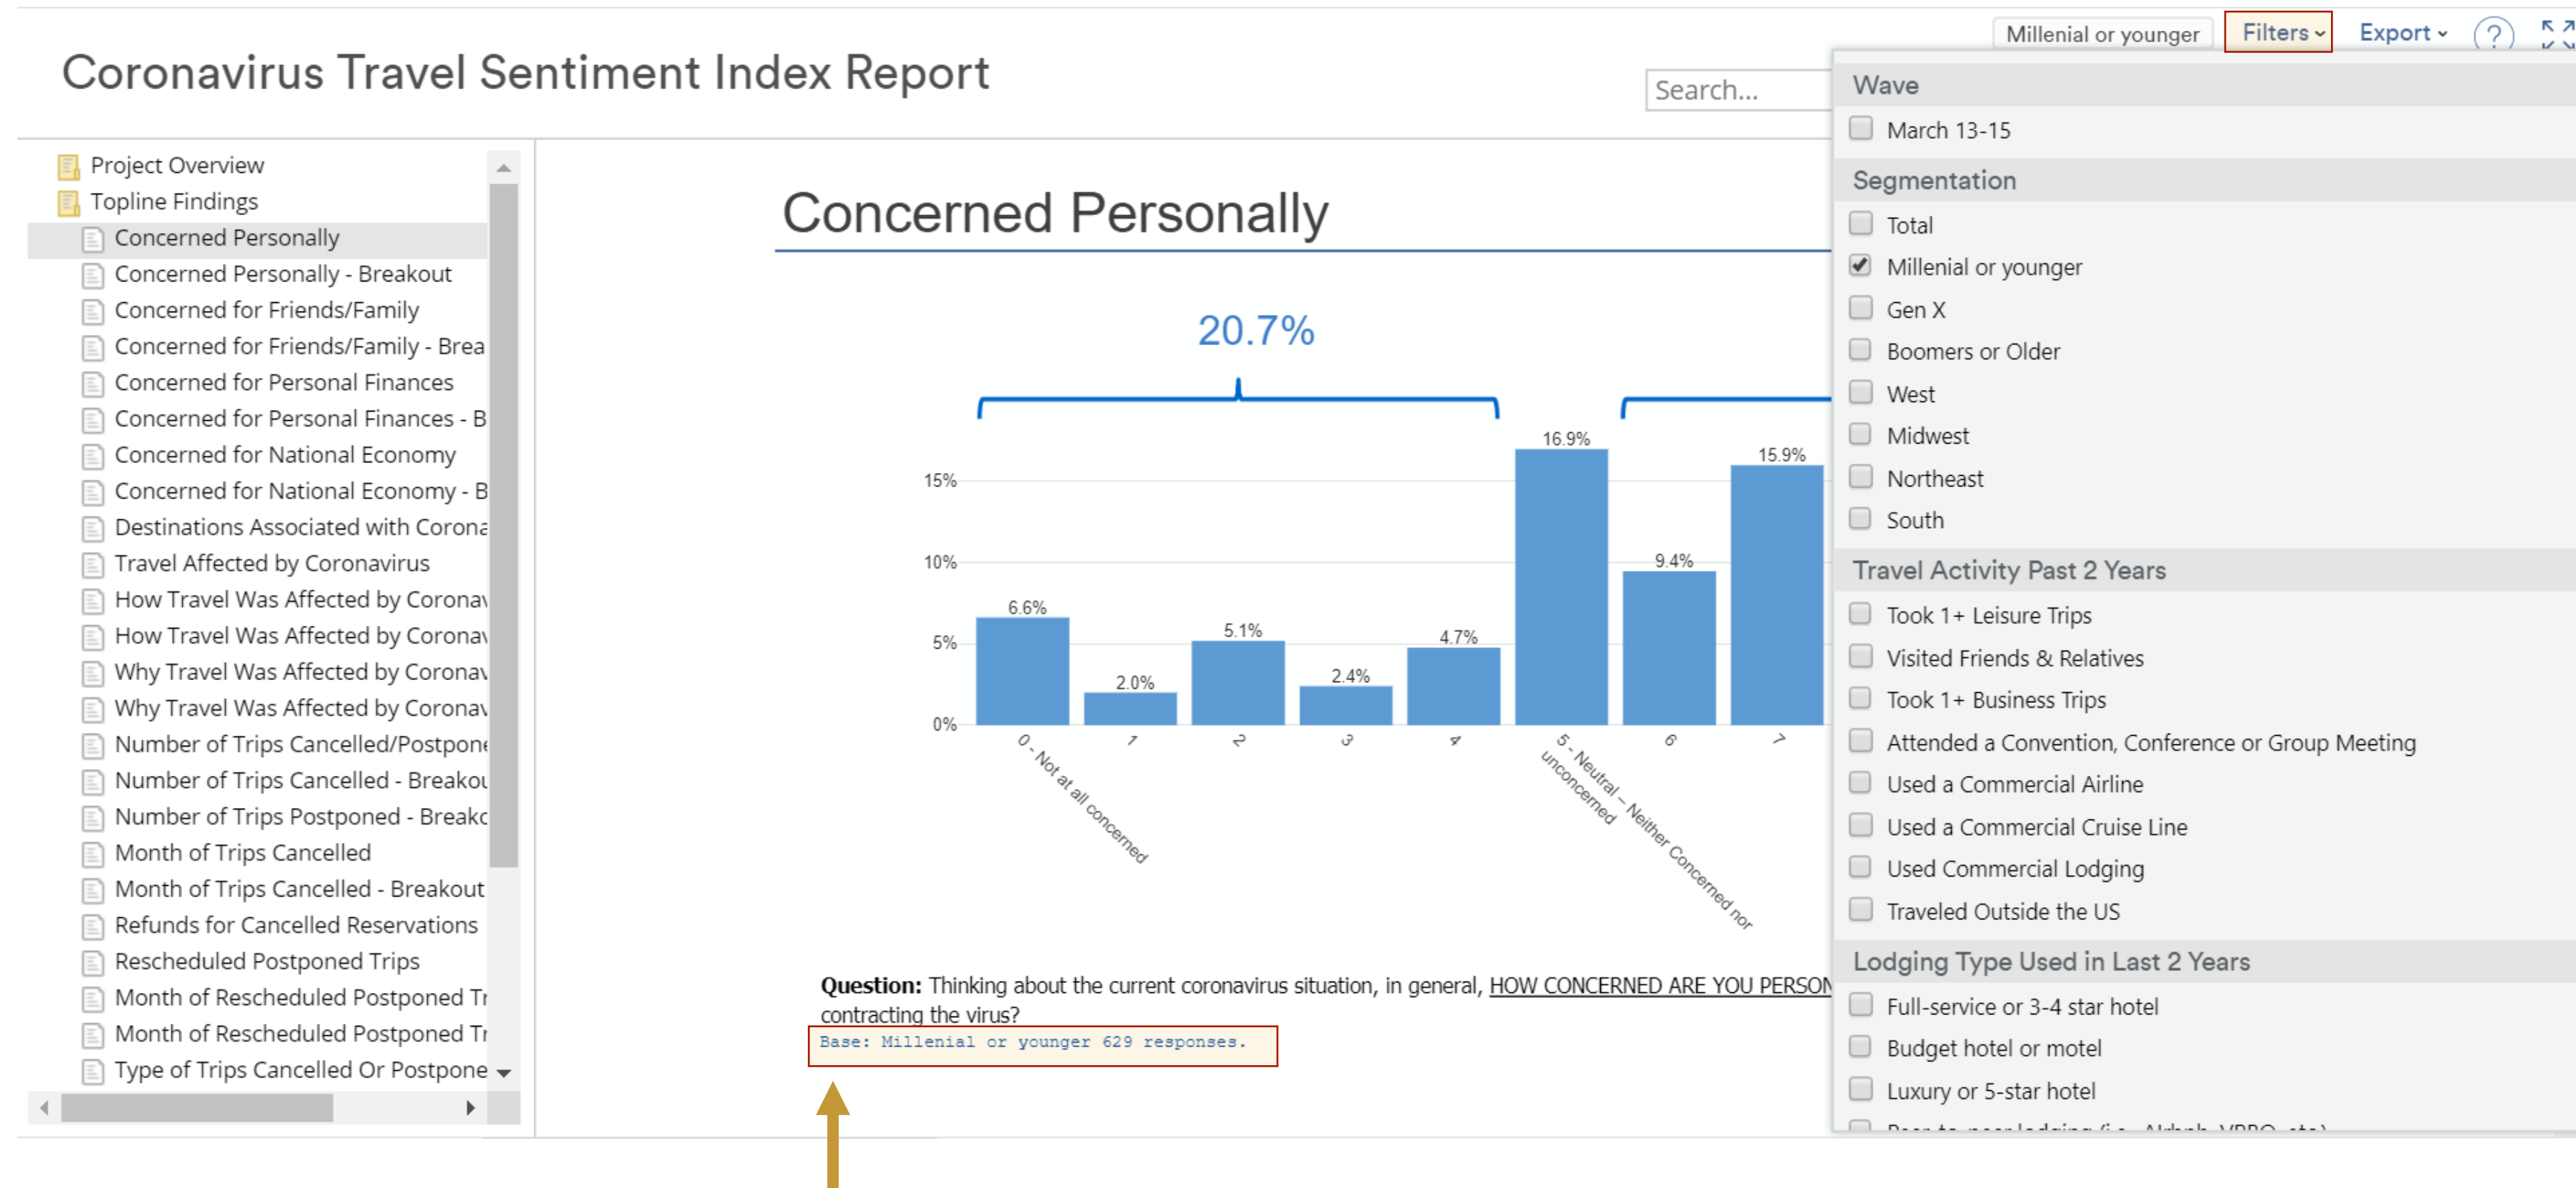 Millenial or younger
Filters
Export
?
Coronavirus Travel Sentiment Index Report
Search...
Project Overview
Topline Findings
Concerned Personally
Concerned Personally - Breakout
Concerned for Friends/Family
Concerned for Friends/Family - Brea
Concerned for Personal Finances
Concerned for Personal Finances - B
Concerned for National Economy
Concerned for National Economy - B
Destinations Associated with Corona
Travel Affected by Coronavirus
How Travel Was Affected by Coronav
How Travel Was Affected by Coronav
Why Travel Was Affected by Coronav
Why Travel Was Affected by Coronav
Number of Trips Cancelled/Postpone
Number of Trips Cancelled - Breakou
Number of Trips Postponed - Breako
Month of Trips Cancelled
Month of Trips Cancelled - Breakout
Refunds for Cancelled Reservations
Rescheduled Postponed Trips
Month of Rescheduled Postponed Tr
Month of Rescheduled Postponed Tr
Type of Trips Cancelled Or Postpone
Concerned Personally
20.7%
15%
10%
5%
0%
6.6%
2.0%
5.1%
2.4%
4.7%
16.9%
9.4%
15.9%
0 - Not at all concerned
1
2
3
4
5 - Neutral – Neither Concerned nor
unconcerned
6
7
Question: Thinking about the current coronavirus situation, in general, HOW CONCERNED ARE YOU PERSON
contracting the virus?
Base: Millenial or younger 629 responses.
Wave
March 13-15
Segmentation
Total
Millenial or younger
Gen X
Boomers or Older
West
Midwest
Northeast
South
Travel Activity Past 2 Years
Took 1+ Leisure Trips
Visited Friends & Relatives
Took 1+ Business Trips
Attended a Convention, Conference or Group Meeting
Used a Commercial Airline
Used a Commercial Cruise Line
Used Commercial Lodging
Traveled Outside the US
Lodging Type Used in Last 2 Years
Full-service or 3-4 star hotel
Budget hotel or motel
Luxury or 5-star hotel
Peer-to-peer lodging (i.e., Airbnb, VRBO, etc.)